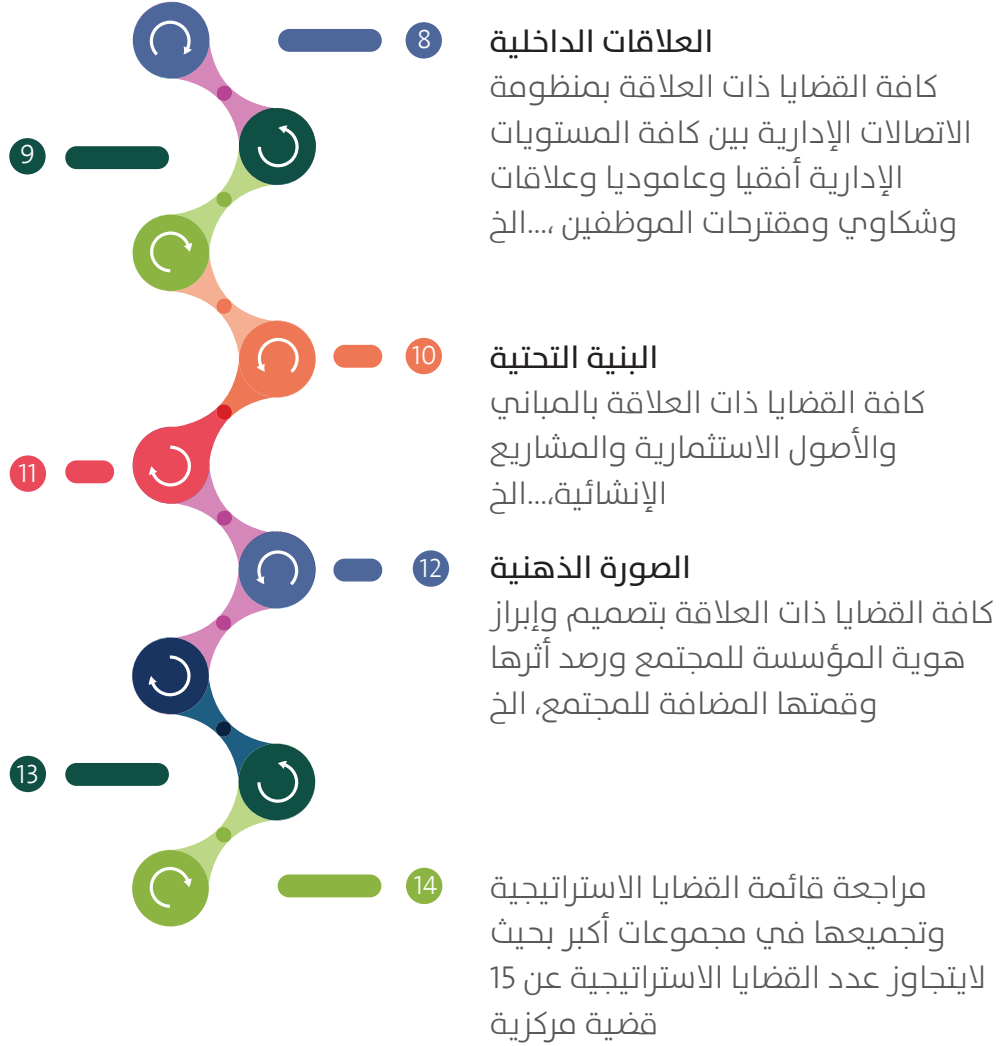 8
العلاقات الداخلية
كافة القضايا ذات العلاقة بمنظومة
الاتصالات الإدارية بين كافة المستويات
الإدارية أفقيا وعاموديا وعلاقات
وشكاوي ومقترحات الموظفين ،...الخ
9
10
البنية التحتية
كافة القضايا ذات العلاقة بالمباني
والأصول الاستثمارية والمشاريع
الإنشائية،...الخ
11
12
الصورة الذهنية
كافة القضايا ذات العلاقة بتصميم وإبراز
هوية المؤسسة للمجتمع ورصد أثرها
وقمتها المضافة للمجتمع، الخ
13
14
مراجعة قائمة القضايا الاستراتيجية
وتجميعها في مجموعات أكبر بحيث
لايتجاوز عدد القضايا الاستراتيجية عن 15
قضية مركزية